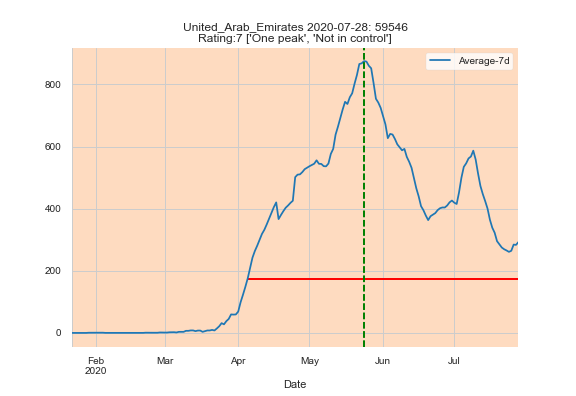 United_Arab_Emirates 2020-07-28: 59546
Rating:7 ['One peak', 'Not in control']
Average-7d
800
600
400
200
0
Feb
2020
Mar
Apr
May
Jun
Jul
Date